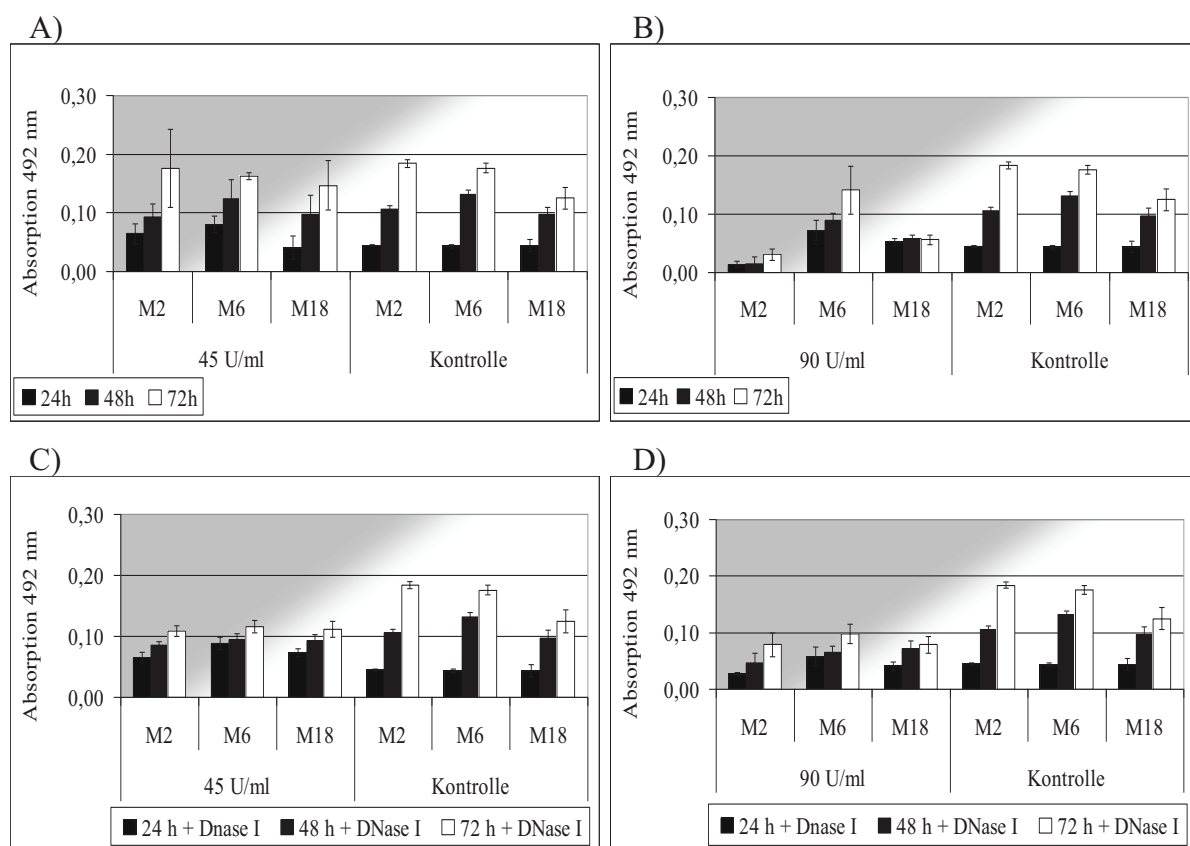 A)
Absorption 492 nm
0,30
0,20
0,10
0,00
M2 M6 M18 M2 M6 M18
45 U/ml Kontrolle
24h 48h 72h
B)
Absorption 492 nm
0,30
0,20
0,10
0,00
M2 M6 M18 M2 M6 M18
90 U/ml Kontrolle
24h 48h 72h
C)
Absorption 492 nm
0,30
0,20
0,10
0,00
M2 M6 M18 M2 M6 M18
45 U/ml Kontrolle
24 h + Dnase I 48 h + DNase I 72 h + DNase I
D)
Absorption 492 nm
0,30
0,20
0,10
0,00
M2 M6 M18 M2 M6 M18
90 U/ml Kontrolle
24 h + Dnase I 48 h + DNase I 72 h + DNase I